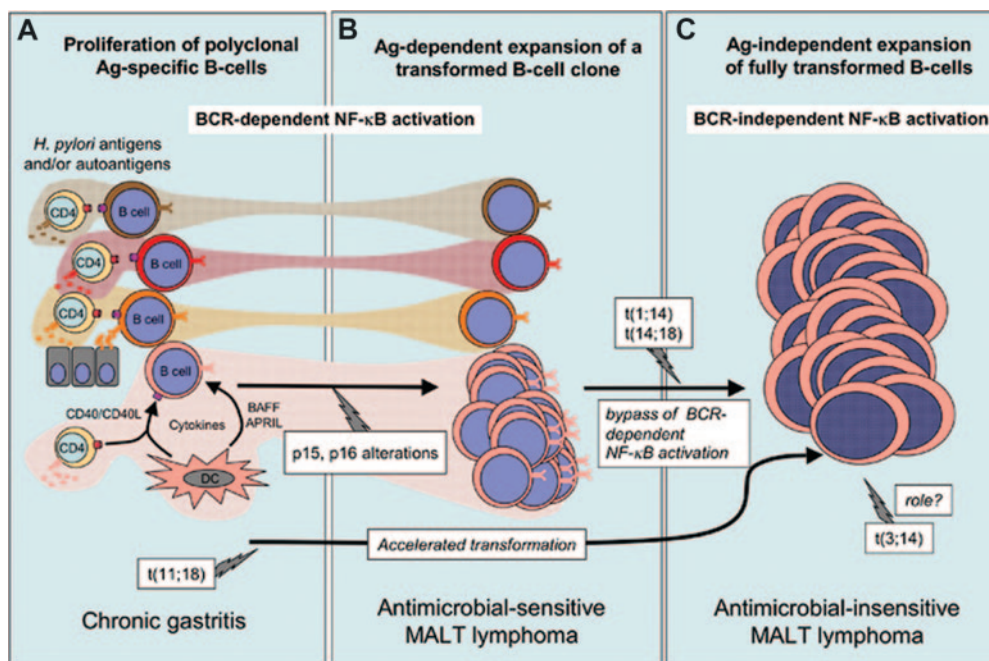 A
Proliferation of polyclonal
Ag-specific B-cells
B
Ag-dependent expansion of a
transformed B-cell clone
C
Ag-independent expansion
of fully transformed B-cells
BCR-dependent NF-κB activation
BCR-independent NF-κB activation
H. pylori antigens
and/or autoantigens
CD4
B cell
CD4
B cell
CD4
B cell
B cell
CD40/CD40L
Cytokines
BAFF
APRIL
CD4
DC
p15, p16 alterations
t(1;14)
t(14;18)
bypass of BCR-
dependent
NF-κB activation
role?
t(3;14)
Accelerated transformation
t(11;18)
Chronic gastritis
Antimicrobial-sensitive
MALT lymphoma
Antimicrobial-insensitive
MALT lymphoma